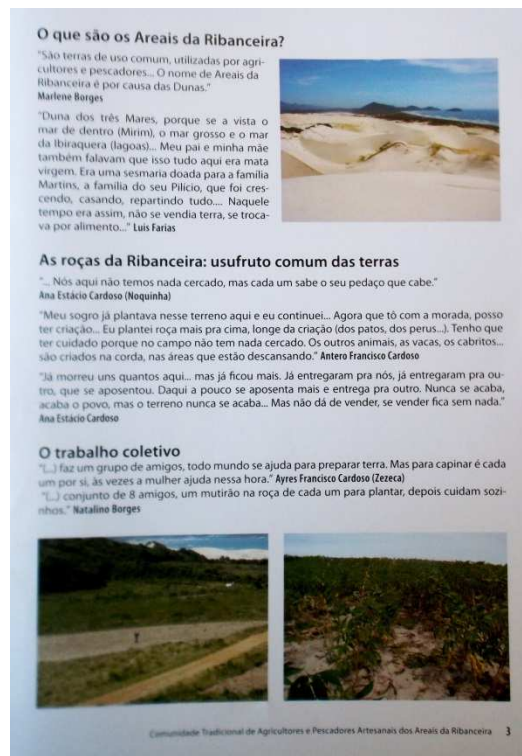 O que são os Areais da Ribanceira?
"São terras de uso comum, utilizadas por agri-
cultores e pescadores... O nome de Areais da
Ribanceira é por causa das Dunas."
Marlene Borges
"Duna dos três Mares, porque se a vista o
mar de dentro (Mirim), o mar grosso e o mar
da Ibiraquera (lagoas)... Meu pai e minha mãe
também falavam que isso tudo aqui era mata
virgem. Era uma sesmaria doada para a família
Martins, a família do seu Pilício, que foi cres-
cendo, casando, repartindo tudo.... Naquele
tempo era assim, não se vendia terra, se troca-
va por alimento..." Luis Farias
As roças da Ribanceira: usufruto comum das terras
"... Nós aqui não temos nada cercado, mas cada um sabe o seu pedaço que cabe."
Ana Estácio Cardoso (Noquinha)
"Meu sogro já plantava nesse terreno aqui e eu continuei... Agora que tô com a morada, posso
ter criação... Eu plantei roça mais pra cima, longe da criação (dos patos, dos perus...). Tenho que
ter cuidado porque no campo não tem nada cercado. Os outros animais, as vacas, os cabritos...
são criados na corda, nas áreas que estão descansando." Antero Francisco Cardoso
"Já morreu uns quantos aqui... mas já ficou mais. Já entregaram pra nós, já entregaram pra ou-
tro, que se aposentou. Daqui a pouco se aposenta mais e entrega pra outro. Nunca se acaba,
acaba o povo, mas o terreno nunca se acaba... Mas não dá de vender, se vender fica sem nada."
Ana Estácio Cardoso
O trabalho coletivo
"(...) faz um grupo de amigos, todo mundo se ajuda para preparar terra. Mas para capinar é cada
um por si, às vezes a mulher ajuda nessa hora." Ayres Francisco Cardoso (Zezeca)
"(...) conjunto de 8 amigos, um mutirão na roça de cada um para plantar, depois cuidam sozi-
nhos." Natalino Borges
Comunidade Tradicional de Agricultores e Pescadores Artesanais dos Areais da Ribanceira 3